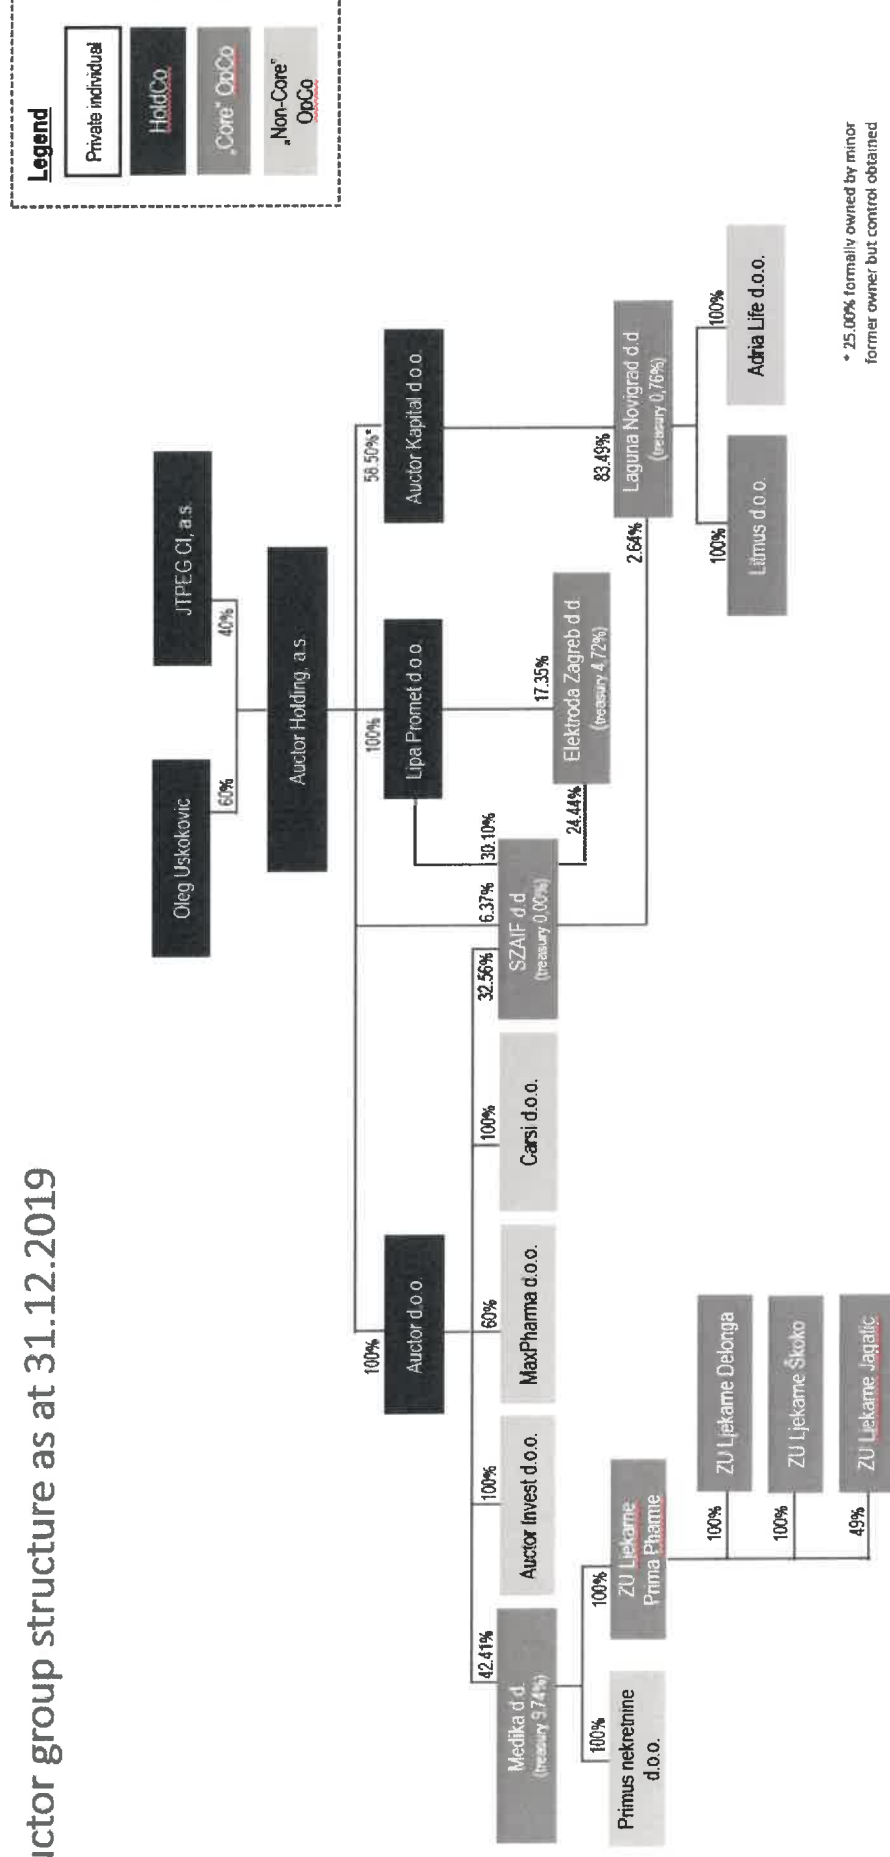 uctor group structure as at 31.12.2019
Legend
Private individual
HoldCo
„Core" OpCo
„Non-Core"
OpCo
Oleg Uskokovic
JTPEG CI, a.s.
60%
40%
Auctor Holding, a.s.
100%
100%
58.50%*
Auctor d.o.o.
Lipa Promet d.o.o.
Auctor Kapital d.o.o.
42.41%
100%
60%
100%
32.56%
6.37%
30.10%
17.35%
83.49%
Medika d.d.
(treasury 9.74%)
Auctor Invest d.o.o.
MaxPharma d.o.o.
Carsi d.o.o.
SZAIF d.d
(treasury 0,00%)
24.44%
Elektroda Zagreb d.d.
(treasury 4,72%)
2.64%
Laguna Novigrad d.d.
(treasury 0,76%)
100%
100%
100%
100%
Primus nekretnine
d.o.o.
ZU Ljekarne
Prima Pharme
Litmus d.o.o.
Adria Life d.o.o.
100%
ZU Ljekarne Delonga
100%
ZU Ljekarne Škoko
49%
ZU Ljekarne Jagatic
* 25.00% formally owned by minor
former owner but control obtained